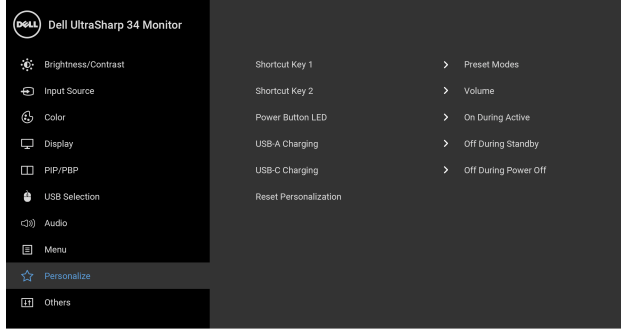 DELL Dell UltraSharp 34 Monitor
Brightness/Contrast
Input Source
Color
Display
PIP/PBP
USB Selection
Audio
Menu
Personalize
Others
Shortcut Key 1 > Preset Modes
Shortcut Key 2 > Volume
Power Button LED > On During Active
USB-A Charging > Off During Standby
USB-C Charging > Off During Power Off
Reset Personalization